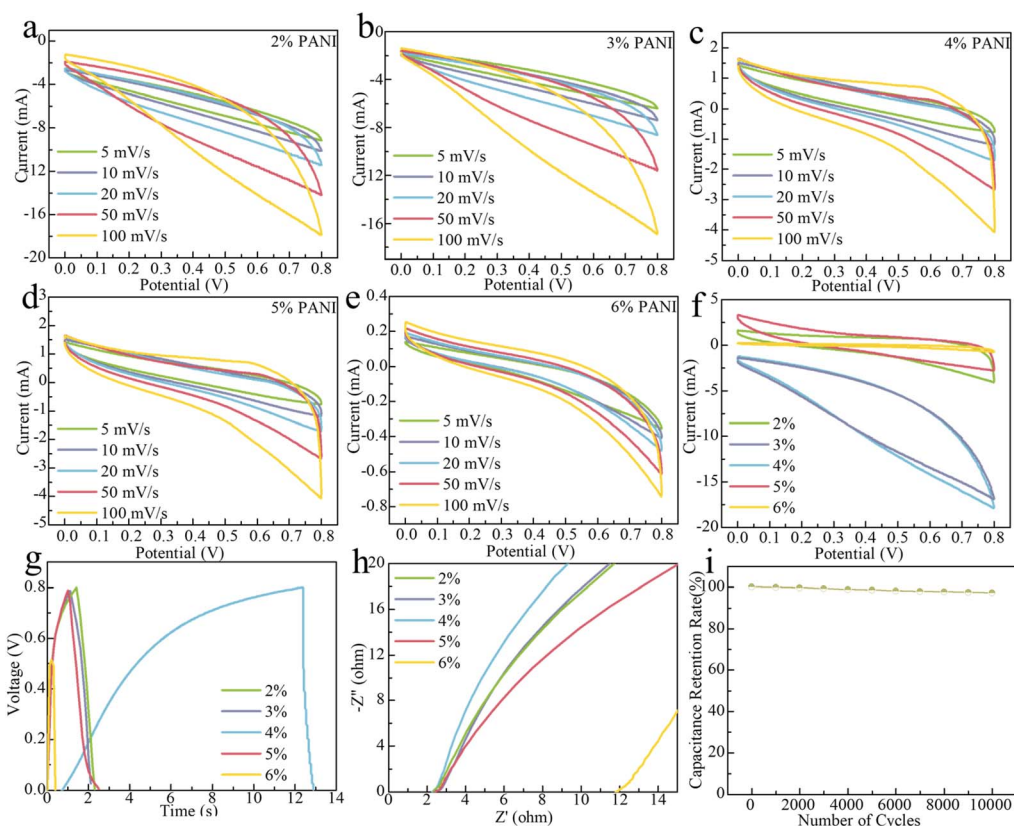 a
2% PANI
0
-4
-8
-12
-16
-20
Current (mA)
5 mV/s
10 mV/s
20 mV/s
50 mV/s
100 mV/s
0.0 0.1 0.2 0.3 0.4 0.5 0.6 0.7 0.8
Potential (V)
b
3% PANI
-4
-8
-12
-16
Current (mA)
5 mV/s
10 mV/s
20 mV/s
50 mV/s
100 mV/s
0.0 0.1 0.2 0.3 0.4 0.5 0.6 0.7 0.8
Potential (V)
c
4% PANI
2
1
0
-1
-2
-3
-4
-5
Current (mA)
5 mV/s
10 mV/s
20 mV/s
50 mV/s
100 mV/s
0.0 0.1 0.2 0.3 0.4 0.5 0.6 0.7 0.8
Potential (V)
d
5% PANI
3
2
1
0
-1
-2
-3
-4
-5
Current (mA)
5 mV/s
10 mV/s
20 mV/s
50 mV/s
100 mV/s
0.0 0.1 0.2 0.3 0.4 0.5 0.6 0.7 0.8
Potential (V)
e
6% PANI
0.4
0.2
0.0
-0.2
-0.4
-0.6
-0.8
Current (mA)
5 mV/s
10 mV/s
20 mV/s
50 mV/s
100 mV/s
0.0 0.1 0.2 0.3 0.4 0.5 0.6 0.7 0.8
Potential (V)
f
5
0
-5
-10
-15
-20
Current (mA)
2%
3%
4%
5%
6%
0.0 0.1 0.2 0.3 0.4 0.5 0.6 0.7 0.8
Potential (V)
g
0.8
0.4
0.0
Voltage (V)
2%
3%
4%
5%
6%
0 2 4 6 8 10 12 14
Time (s)
h
20
16
12
8
4
0
-Z" (ohm)
2%
3%
4%
5%
6%
0 2 4 6 8 10 12 14
Z' (ohm)
i
100
80
60
40
20
0
Capacitance Retention Rate(%)
0 2000 4000 6000 8000 10000
Number of Cycles